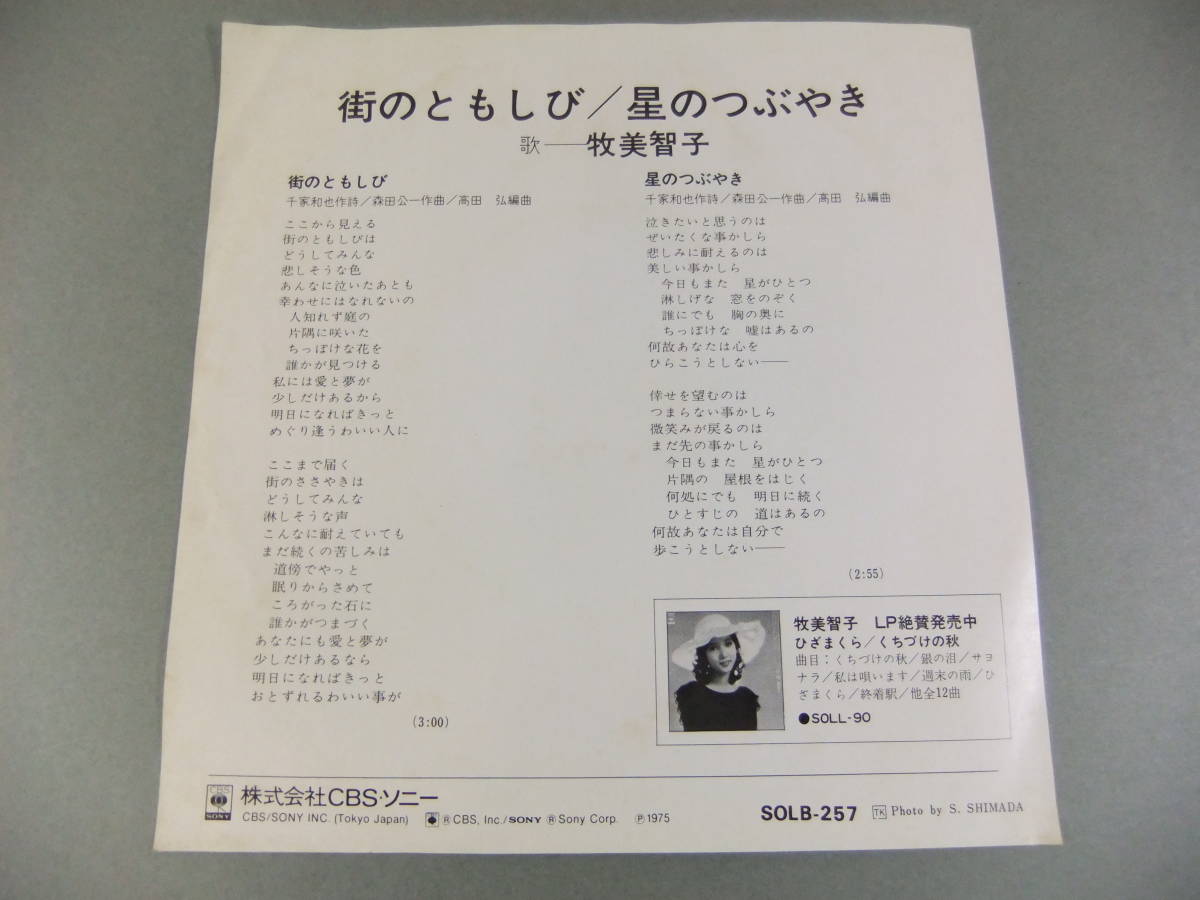 街のともしび／星のつぶやき
歌──牧美智子
街のともしび
千家和也作詩／森田公一作曲／高田　弘編曲
ここから見える
街のともしびは
どうしてみんな
悲しそうな色
あんなに泣いたあとも
幸わせにはなれないの
人知れず庭の
片隅に咲いた
ちっぽけな花を
誰かが見つける
私には愛と夢が
少しだけあるから
明日になればきっと
めぐり逢うわいい人に
ここまで届く
街のささやきは
どうしてみんな
淋しそうな声
こんなに耐えていても
まだ続くの苦しみは
道傍でやっと
眠りからさめて
ころがった石に
誰かがつまづく
あなたにも愛と夢が
少しだけあるなら
明日になればきっと
おとずれるわいい事が
(3:00)
星のつぶやき
千家和也作詩／森田公一作曲／高田　弘編曲
泣きたいと思うのは
ぜいたくな事かしら
悲しみに耐えるのは
美しい事かしら
今日もまた　星がひとつ
淋しげな　窓をのぞく
誰にでも　胸の奥に
ちっぽけな　嘘はあるの
何故あなたは心を
ひらこうとしない──
倖せを望むのは
つまらない事かしら
微笑みが戻るのは
まだ先の事かしら
今日もまた　星がひとつ
片隅の　屋根をはじく
何処にでも　明日に続く
ひとすじの　道はあるの
何故あなたは自分で
歩こうとしない──
(2:55)
牧美智子　LP絶賛発売中
ひざまくら／くちづけの秋
曲目：くちづけの秋／銀の泪／サヨ
ナラ／私は唄います／週末の雨／ひ
ざまくら／終着駅／他全12曲
●SOLL-90
CBS SONY 株式会社CBS・ソニー
CBS/SONY INC. (Tokyo Japan) Ⓡ CBS, Inc./SONY Ⓡ Sony Corp. Ⓟ1975
SOLB-257 TK Photo by S. SHIMADA